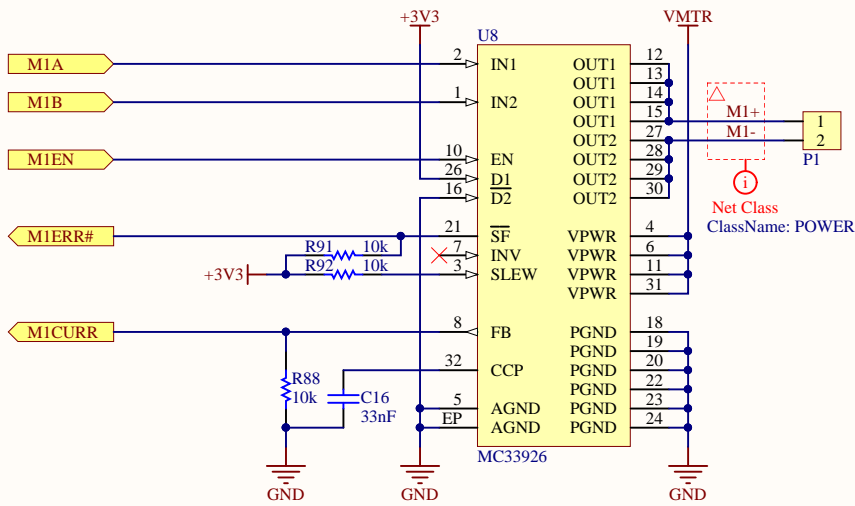 +3V3
VMTR
U8
M1A
2
IN1
OUT1
12
OUT1
13
M1B
1
IN2
OUT1
14
OUT1
15
M1+
1
OUT2
27
M1-
2
P1
M1EN
10
EN
OUT2
28
26
D1
OUT2
29
16
D2
OUT2
30
i
Net Class
ClassName: POWER
M1ERR#
21
SF
VPWR
4
R91
10k
7
INV
VPWR
6
+3V3
R92
10k
3
SLEW
VPWR
11
VPWR
31
M1CURR
8
FB
PGND
18
PGND
19
32
CCP
PGND
20
R88
10k
C16
33nF
PGND
22
5
AGND
PGND
23
EP
AGND
PGND
24
MC33926
GND
GND
GND